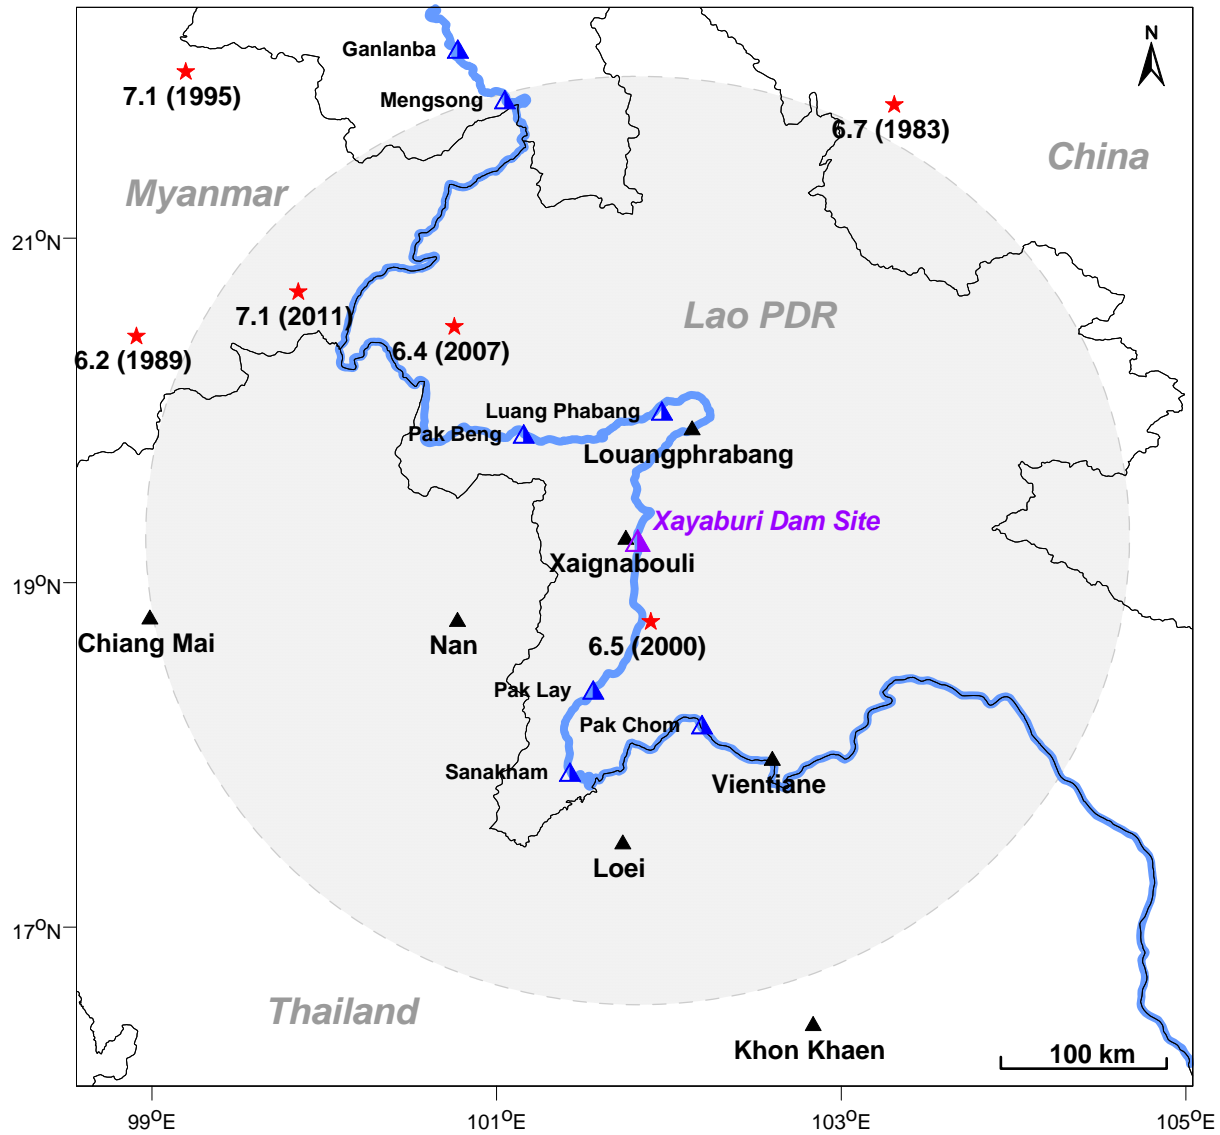 N
Ganlanba
7.1 (1995)
Mengsong
6.7 (1983)
China
Myanmar
21°N
7.1 (2011)
Lao PDR
6.2 (1989)
6.4 (2007)
Luang Phabang
Pak Beng
Louangphrabang
Xayaburi Dam Site
Xaignabouli
19°N
Chiang Mai
Nan
6.5 (2000)
Pak Lay
Pak Chom
Sanakham
Vientiane
Loei
17°N
Thailand
Khon Khaen
100 km
99°E
101°E
103°E
105°E